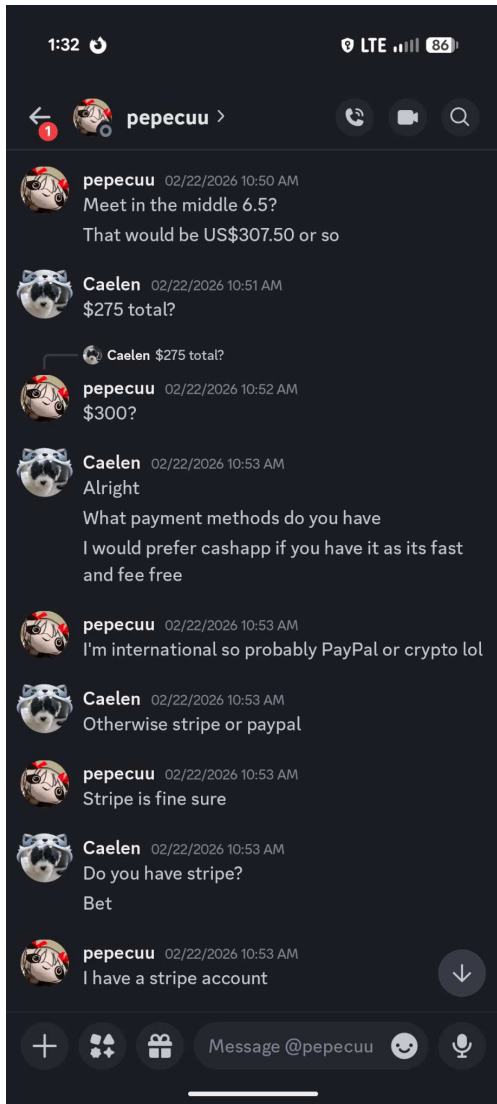 1:32
LTE 86
1
pepecuu
pepecuu 02/22/2026 10:50 AM
Meet in the middle 6.5?
That would be US$307.50 or so
Caelen 02/22/2026 10:51 AM
$275 total?
Caelen $275 total?
pepecuu 02/22/2026 10:52 AM
$300?
Caelen 02/22/2026 10:53 AM
Alright
What payment methods do you have
I would prefer cashapp if you have it as its fast
and fee free
pepecuu 02/22/2026 10:53 AM
I'm international so probably PayPal or crypto lol
Caelen 02/22/2026 10:53 AM
Otherwise stripe or paypal
pepecuu 02/22/2026 10:53 AM
Stripe is fine sure
Caelen 02/22/2026 10:53 AM
Do you have stripe?
Bet
pepecuu 02/22/2026 10:53 AM
I have a stripe account
Message @pepecuu